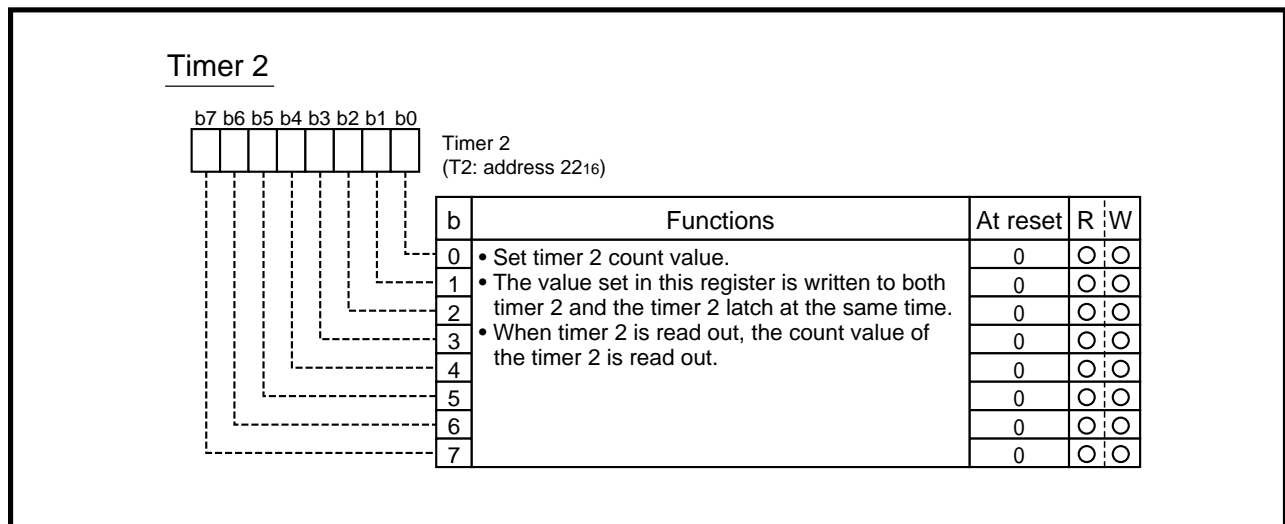 Timer 2
b7 b6 b5 b4 b3 b2 b1 b0
Timer 2
(T2: address 2216)
b Functions At reset R W
0 • Set timer 2 count value. 0 ○ ○
1 • The value set in this register is written to both 0 ○ ○
2 timer 2 and the timer 2 latch at the same time. 0 ○ ○
3 • When timer 2 is read out, the count value of 0 ○ ○
4 the timer 2 is read out. 0 ○ ○
5 0 ○ ○
6 0 ○ ○
7 0 ○ ○